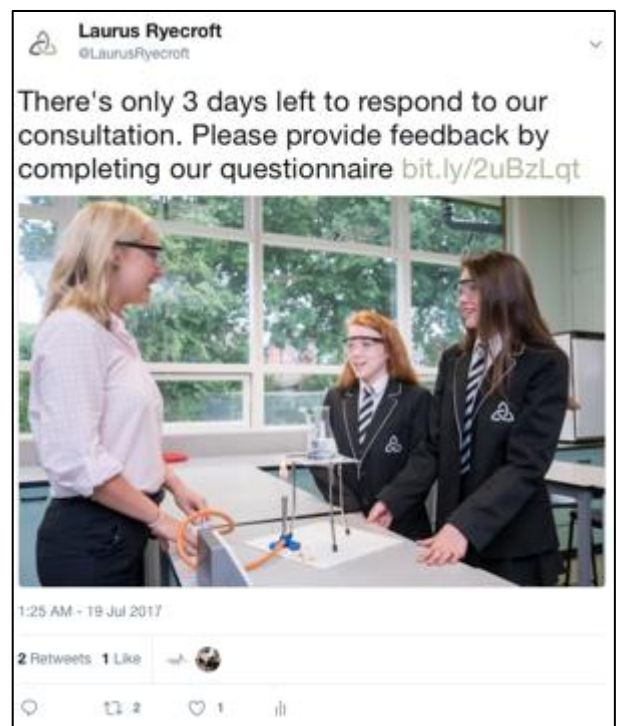 Laurus Ryecroft
@LaurusRyecroft
There's only 3 days left to respond to our
consultation. Please provide feedback by
completing our questionnaire bit.ly/2uBzLqt
1:25 AM - 19 Jul 2017
2 Retweets 1 Like
2 1